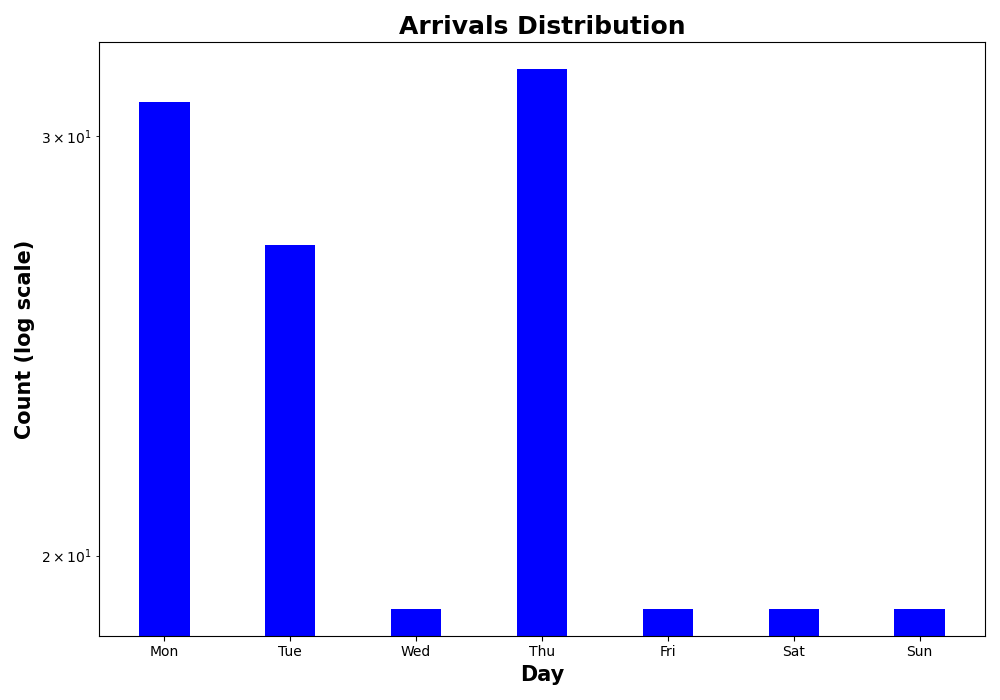 Arrivals Distribution
Count (log scale)
3 × 10¹
2 × 10¹
Mon Tue Wed Thu Fri Sat Sun
Day